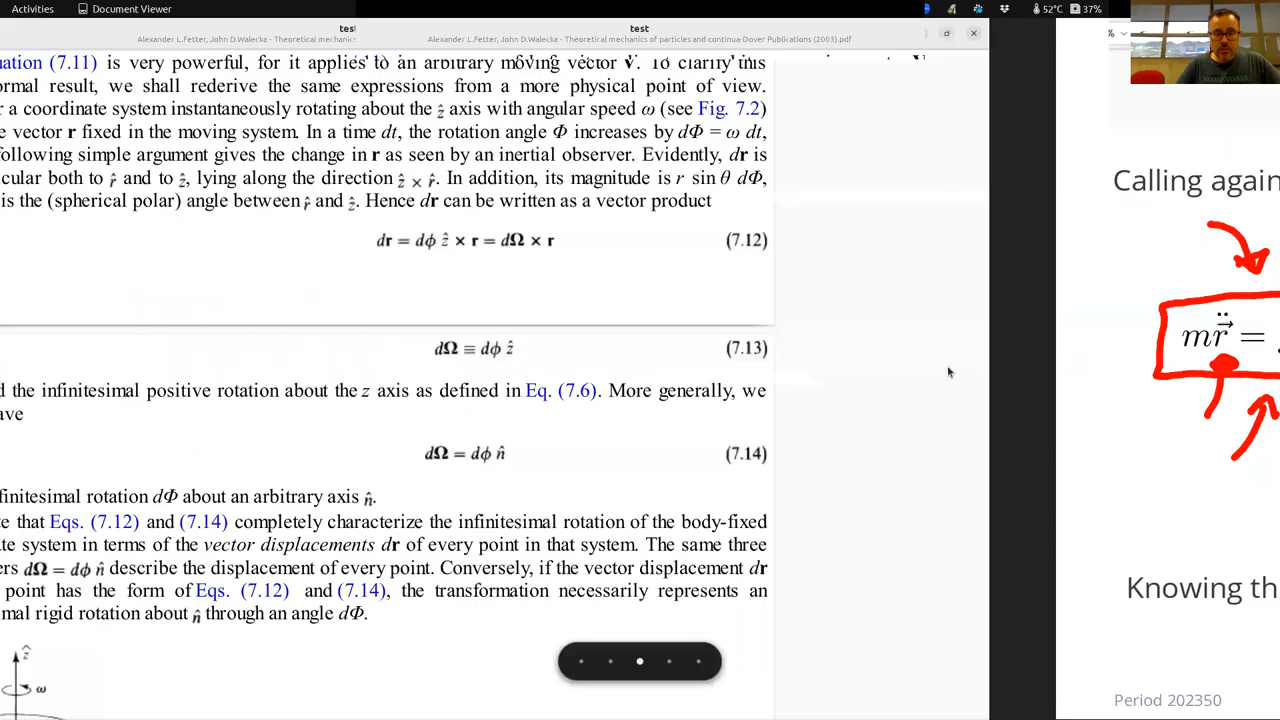 Activities Document Viewer 52°C 37%
test
Alexander L.Fetter, John D.Walecka - Theoretical mechanics
test
Alexander L.Fetter, John D.Walecka - Theoretical mechanics of particles and continua-Dover Publications (2003).pdf
%
uation (7.11) is very powerful, for it applies to an arbitrary moving vector V. To clarify this
ormal result, we shall rederive the same expressions from a more physical point of view.
r a coordinate system instantaneously rotating about the ẑ axis with angular speed ω (see Fig. 7.2)
e vector r fixed in the moving system. In a time dt, the rotation angle Φ increases by dΦ = ω dt,
following simple argument gives the change in r as seen by an inertial observer. Evidently, dr is
cular both to r̂ and to ẑ, lying along the direction ẑ × r̂. In addition, its magnitude is r sin θ dΦ,
is the (spherical polar) angle between r̂ and ẑ. Hence dr can be written as a vector product
dr = dϕ ẑ × r = dΩ × r (7.12)
dΩ ≡ dϕ ẑ (7.13)
d the infinitesimal positive rotation about the z axis as defined in Eq. (7.6). More generally, we
ave
dΩ = dϕ n̂ (7.14)
finitesimal rotation dΦ about an arbitrary axis n̂.
te that Eqs. (7.12) and (7.14) completely characterize the infinitesimal rotation of the body-fixed
ate system in terms of the vector displacements dr of every point in that system. The same three
ers dΩ = dϕ n̂ describe the displacement of every point. Conversely, if the vector displacement dr
point has the form of Eqs. (7.12) and (7.14), the transformation necessarily represents an
mal rigid rotation about n̂ through an angle dΦ.
ẑ
ω
Calling again
m r̈ =
Knowing th
Period 202350